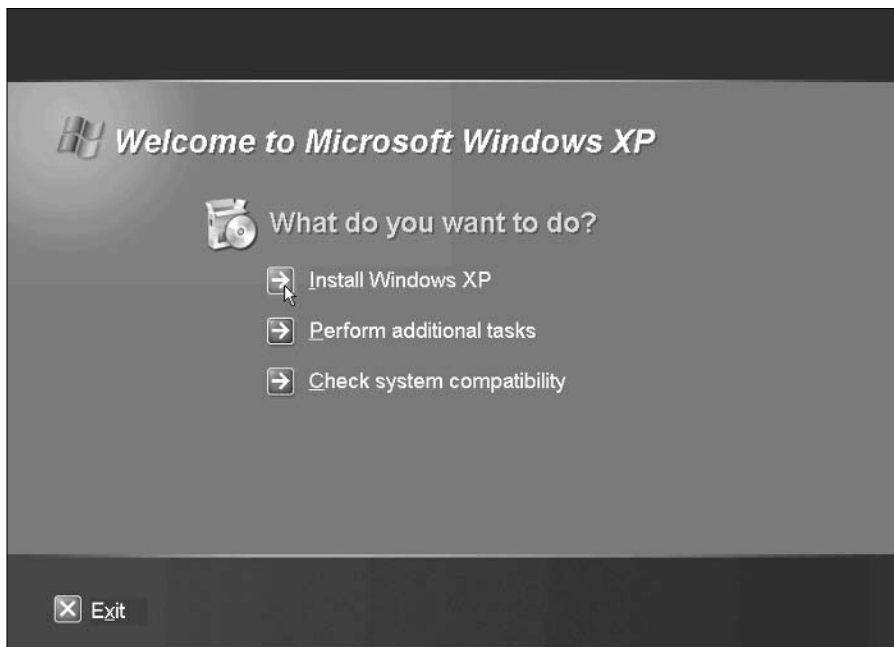 Welcome to Microsoft Windows XP
What do you want to do?
Install Windows XP
Perform additional tasks
Check system compatibility
Exit